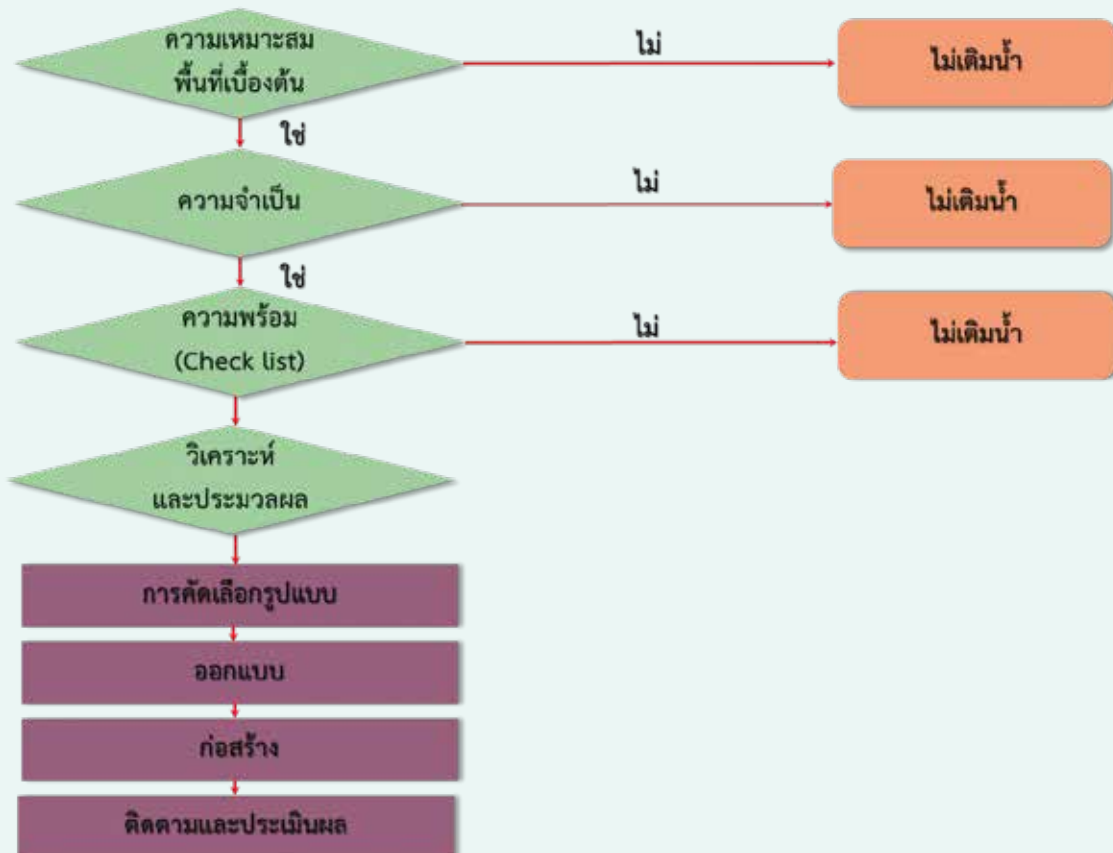 ความเหมาะสม
พื้นที่เบื้องต้น
ไม่
ไม่เติมน้ำ
ใช่
ความจำเป็น
ไม่
ไม่เติมน้ำ
ใช่
ความพร้อม
(Check list)
ไม่
ไม่เติมน้ำ
วิเคราะห์
และประมวลผล
การคัดเลือกรูปแบบ
ออกแบบ
ก่อสร้าง
ติดตามและประเมินผล